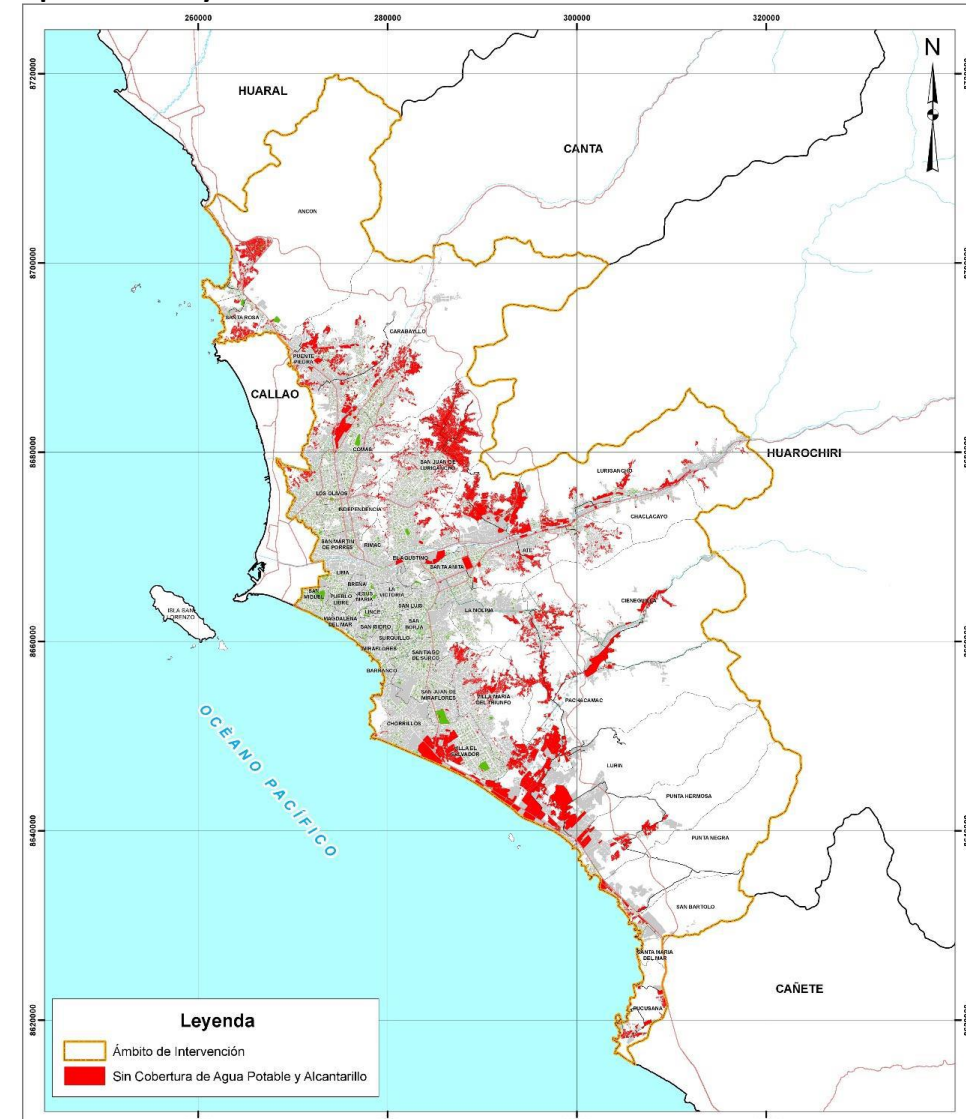 260000
280000
300000
320000
N
8720000
HUARAL
CANTA
ANCON
8700000
SANTA ROSA
CARABAYLLO
PUENTE
PIEDRA
CALLAO
COMAS
8680000
HUAROCHIRI
SAN JUAN DE
LURIGANCHO
LURIGANCHO
LOS OLIVOS
CHACLACAYO
INDEPENDENCIA
SAN MARTIN
DE PORRES
RIMAC
EL AGUSTINO
ATE
SANTA ANITA
LIMA
BREÑA
LA
VICTORIA
SAN
MIGUEL
PUEBLO
LIBRE
JESUS
MARIA
CIENEGUILLA
ISLA SAN
LORENZO
SAN LUIS
LA MOLINA
LINCE
MAGDALENA
DEL MAR
SAN ISIDRO
SAN
BORJA
8660000
SURQUILLO
MIRAFLORES
SANTIAGO
DE SURCO
BARRANCO
SAN JUAN DE
MIRAFLORES
VILLA MARIA
DEL TRIUNFO
PACHACAMAC
CHORRILLOS
VILLA EL
SALVADOR
OCÉANO PACÍFICO
LURIN
PUNTA HERMOSA
8640000
PUNTA NEGRA
SAN BARTOLO
SANTA MARIA
DEL MAR
CAÑETE
PUCUSANA
8620000
Leyenda
Ámbito de Intervención
Sin Cobertura de Agua Potable y Alcantarillo